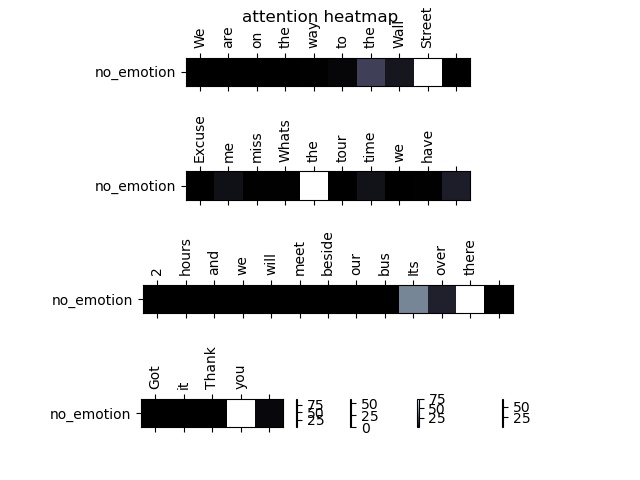 attention heatmap
We are on the way to the Wall Street
no_emotion
Excuse me miss Whats the tour time we have
no_emotion
2 hours and we will meet beside our bus Its over there
no_emotion
Got it Thank you
no_emotion
75
50
25
50
25
0
75
50
25
50
25